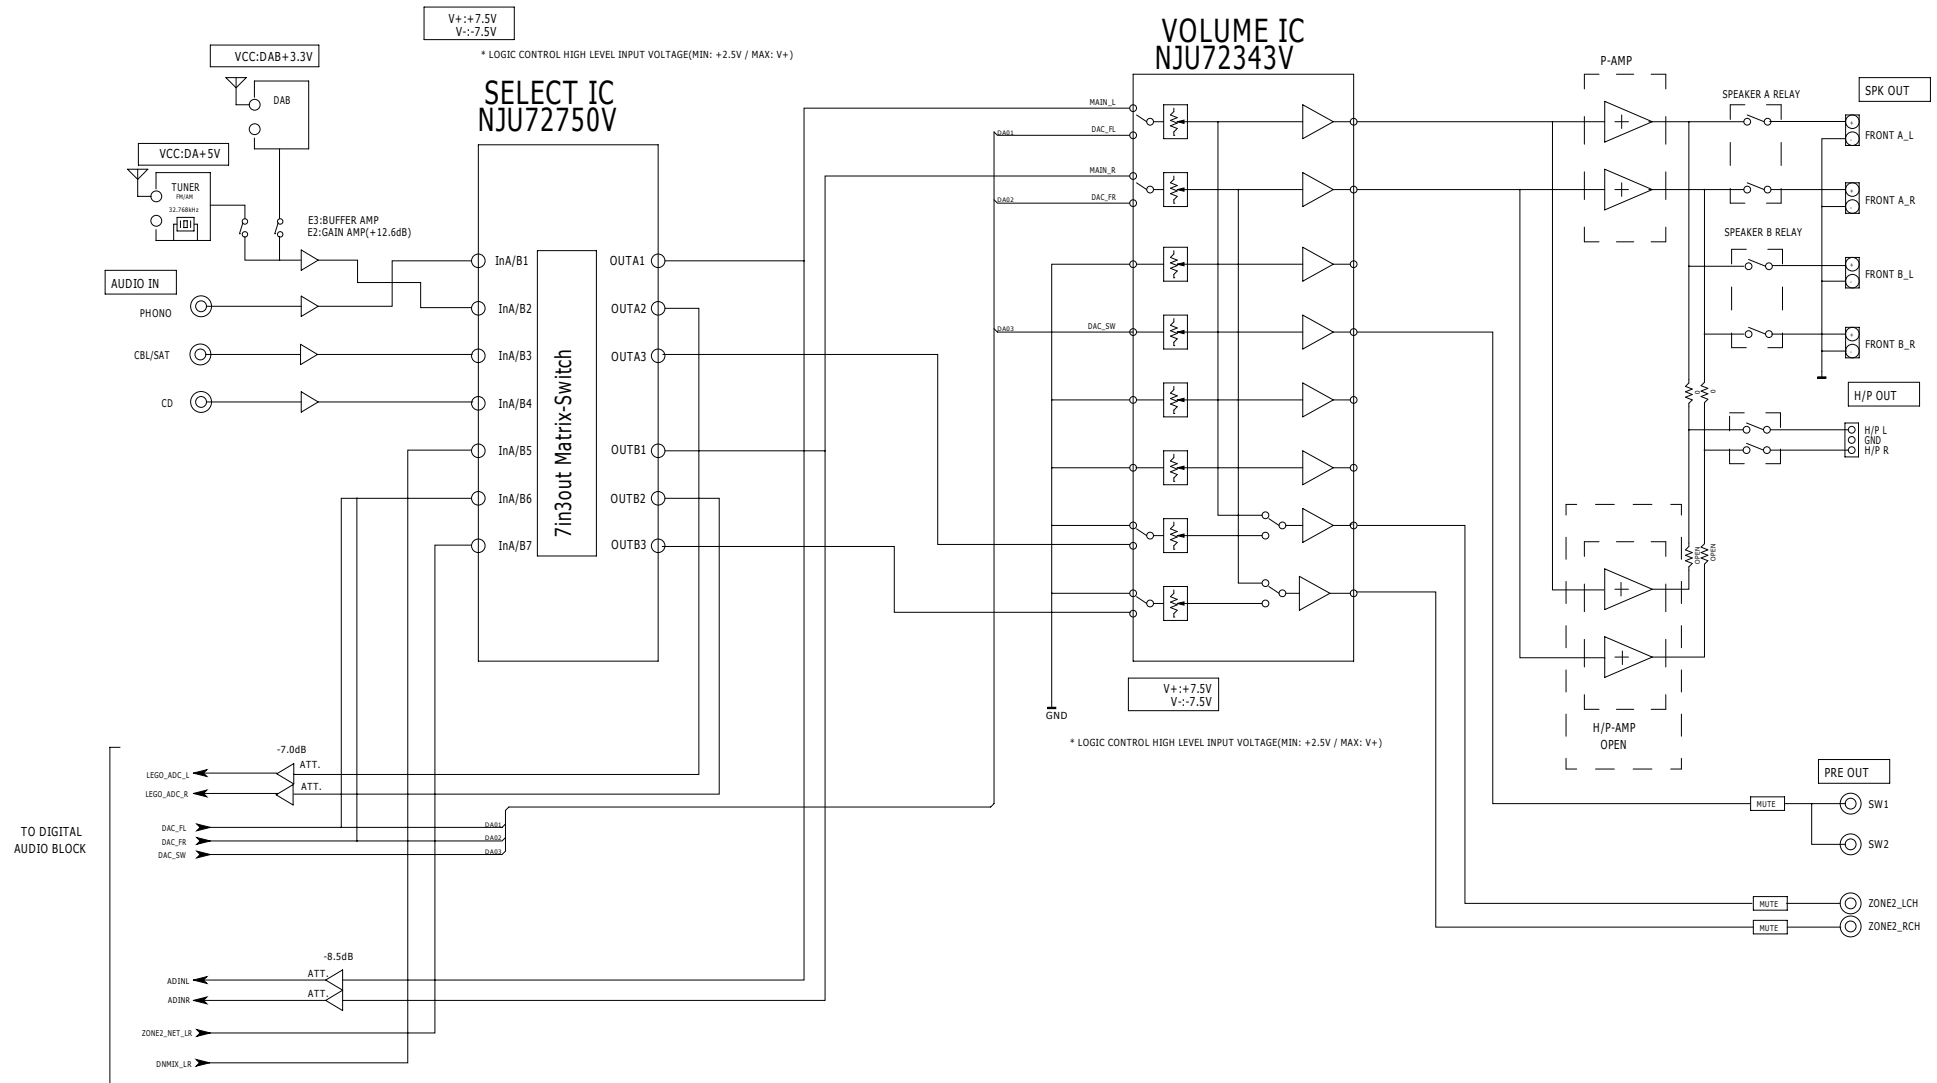 V+:+7.5V
V-:-7.5V
* LOGIC CONTROL HIGH LEVEL INPUT VOLTAGE(MIN: +2.5V / MAX: V+)
VCC:DAB+3.3V
DAB
VCC:DA+5V
TUNER
FM/AM
32.768kHz
E3:BUFFER AMP
E2:GAIN AMP(+12.6dB)
AUDIO IN
PHONO
CBL/SAT
CD
SELECT IC
NJU72750V
InA/B1
InA/B2
InA/B3
InA/B4
InA/B5
InA/B6
InA/B7
7in3out Matrix-Switch
OUTA1
OUTA2
OUTA3
OUTB1
OUTB2
OUTB3
VOLUME IC
NJU72343V
MAIN_L
DA01
DAC_FL
MAIN_R
DA02
DAC_FR
DA03
DAC_SW
GND
V+:+7.5V
V-:-7.5V
* LOGIC CONTROL HIGH LEVEL INPUT VOLTAGE(MIN: +2.5V / MAX: V+)
P-AMP
SPEAKER A RELAY
SPEAKER B RELAY
SPK OUT
+
-
FRONT A_L
+
-
FRONT A_R
+
-
FRONT B_L
+
-
FRONT B_R
0
0
H/P OUT
H/P L
GND
H/P R
OPEN
OPEN
H/P-AMP
OPEN
PRE OUT
MUTE
SW1
SW2
MUTE
ZONE2_LCH
MUTE
ZONE2_RCH
TO DIGITAL
AUDIO BLOCK
-7.0dB
ATT.
LEGO_ADC_L
ATT.
LEGO_ADC_R
DAC_FL
DA01
DAC_FR
DA02
DAC_SW
DA03
-8.5dB
ATT.
ADINL
ATT.
ADINR
ZONE2_NET_LR
DNMIX_LR